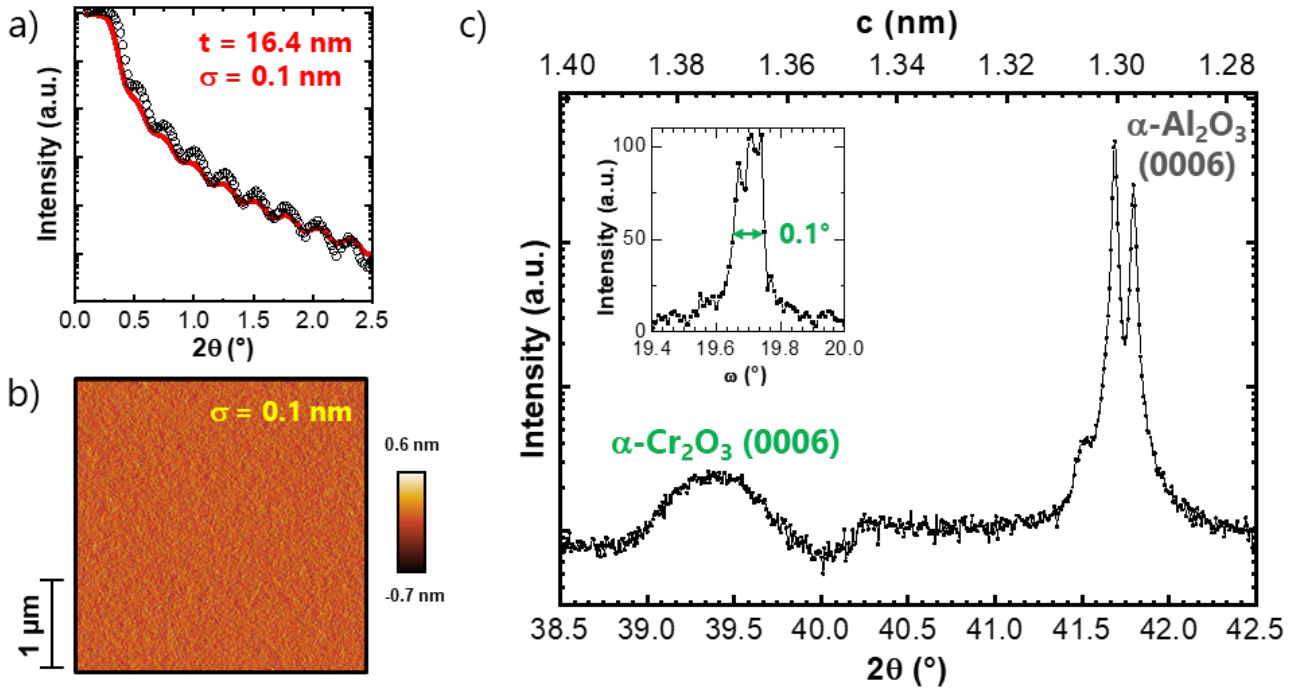 a)
t = 16.4 nm
σ = 0.1 nm
Intensity (a.u.)
0.0 0.5 1.0 1.5 2.0 2.5
2θ (°)
b)
σ = 0.1 nm
0.6 nm
-0.7 nm
1 µm
c)
c (nm)
1.40 1.38 1.36 1.34 1.32 1.30 1.28
α-Al₂O₃
(0006)
100
50
0
Intensity (a.u.)
0.1°
19.4 19.6 19.8 20.0
ω (°)
α-Cr₂O₃ (0006)
Intensity (a.u.)
38.5 39.0 39.5 40.0 40.5 41.0 41.5 42.0 42.5
2θ (°)